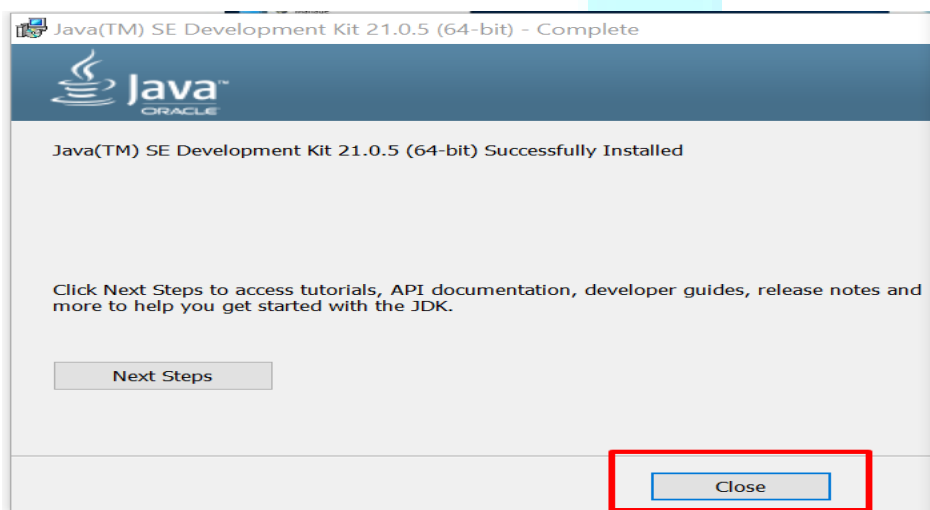 Java(TM) SE Development Kit 21.0.5 (64-bit) - Complete
Java™
ORACLE
Java(TM) SE Development Kit 21.0.5 (64-bit) Successfully Installed
Click Next Steps to access tutorials, API documentation, developer guides, release notes and
more to help you get started with the JDK.
Next Steps
Close